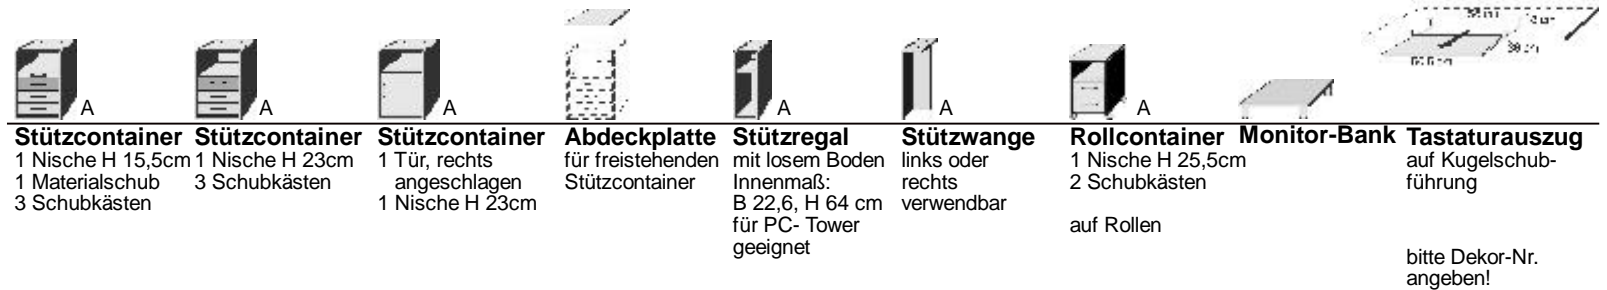 A
Stützcontainer
1 Nische H 15,5cm
1 Materialschub
3 Schubkästen
A
Stützcontainer
1 Nische H 23cm
3 Schubkästen
A
Stützcontainer
1 Tür, rechts
angeschlagen
1 Nische H 23cm
Abdeckplatte
für freistehenden
Stützcontainer
A
Stützregal
mit losem Boden
Innenmaß:
B 22,6, H 64 cm
für PC- Tower
geeignet
A
Stützwange
links oder
rechts
verwendbar
A
Rollcontainer
1 Nische H 25,5cm
2 Schubkästen
auf Rollen
Monitor-Bank
Tastaturauszug
auf Kugelschub-
führung
bitte Dekor-Nr.
angeben!